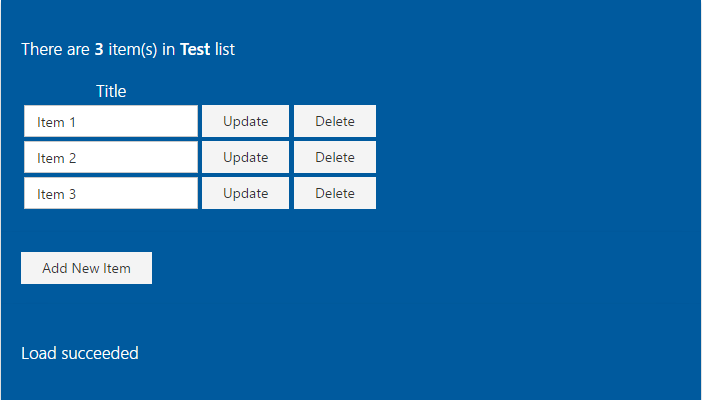 There are 3 item(s) in Test list
Title
Item 1 Update Delete
Item 2 Update Delete
Item 3 Update Delete
Add New Item
Load succeeded